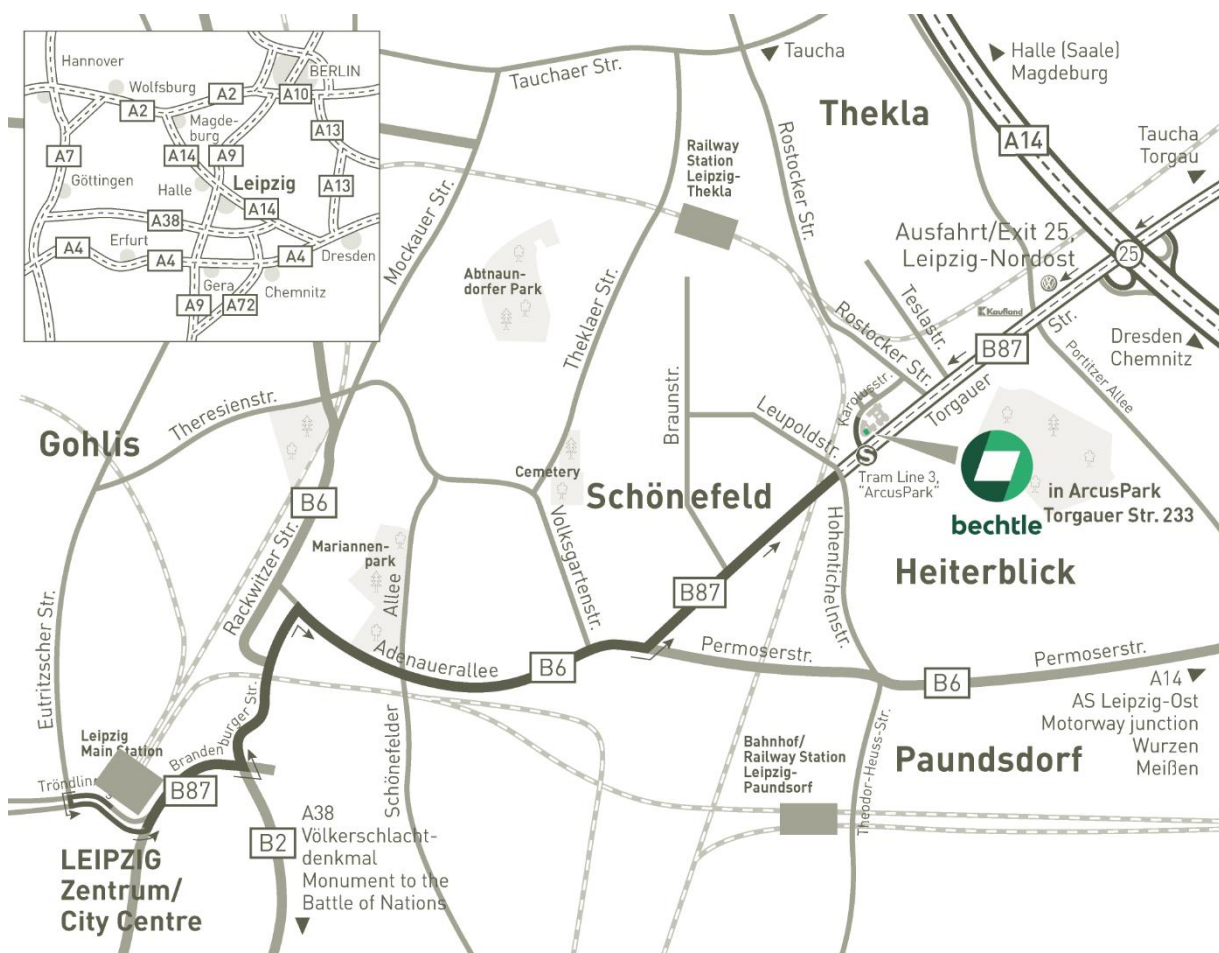 Hannover
Wolfsburg
BERLIN
A2
A2
A10
Magde-
burg
A13
A7
A14
A9
Göttingen
Halle
Leipzig
A13
A38
A14
Erfurt
A4
A4
A4
Dresden
Gera
Chemnitz
A9
A72
Tauchaer Str.
Taucha
Halle (Saale)
Magdeburg
Thekla
A14
Taucha
Torgau
Railway
Station
Leipzig-
Thekla
Rostocker Str.
Mockauer Str.
Ausfahrt/Exit 25,
Leipzig-Nordost
25
Abtnaun-
dorfer Park
Theklaer Str.
Teslastr.
Kaufland
Rostocker Str.
B87
Torgauer
Str.
Dresden
Chemnitz
Portitzer Allee
Karolusstr.
Leupoldstr.
Braunstr.
Theresienstr.
Gohlis
Cemetery
Schönefeld
S
Tram Line 3,
"ArcusPark"
bechtle
in ArcusPark
Torgauer Str. 233
B6
Rackwitzer Str.
Mariannen-
park
Allee
Volksgartenstr.
Hohentichelnstr.
Heiterblick
B87
Eutritzscher Str.
Adenauerallee
B6
Permoserstr.
B6
Permoserstr.
A14
AS Leipzig-Ost
Motorway junction
Wurzen
Meißen
Leipzig
Main Station
Branden
burger Str.
Tröndlin
B87
Schönefelder
Bahnhof/
Railway Station
Leipzig-
Paundsorf
Theodor-Heuss-Str.
Paundsdorf
B2
A38
Völkerschlacht-
denkmal
Monument to the
Battle of Nations
LEIPZIG
Zentrum/
City Centre